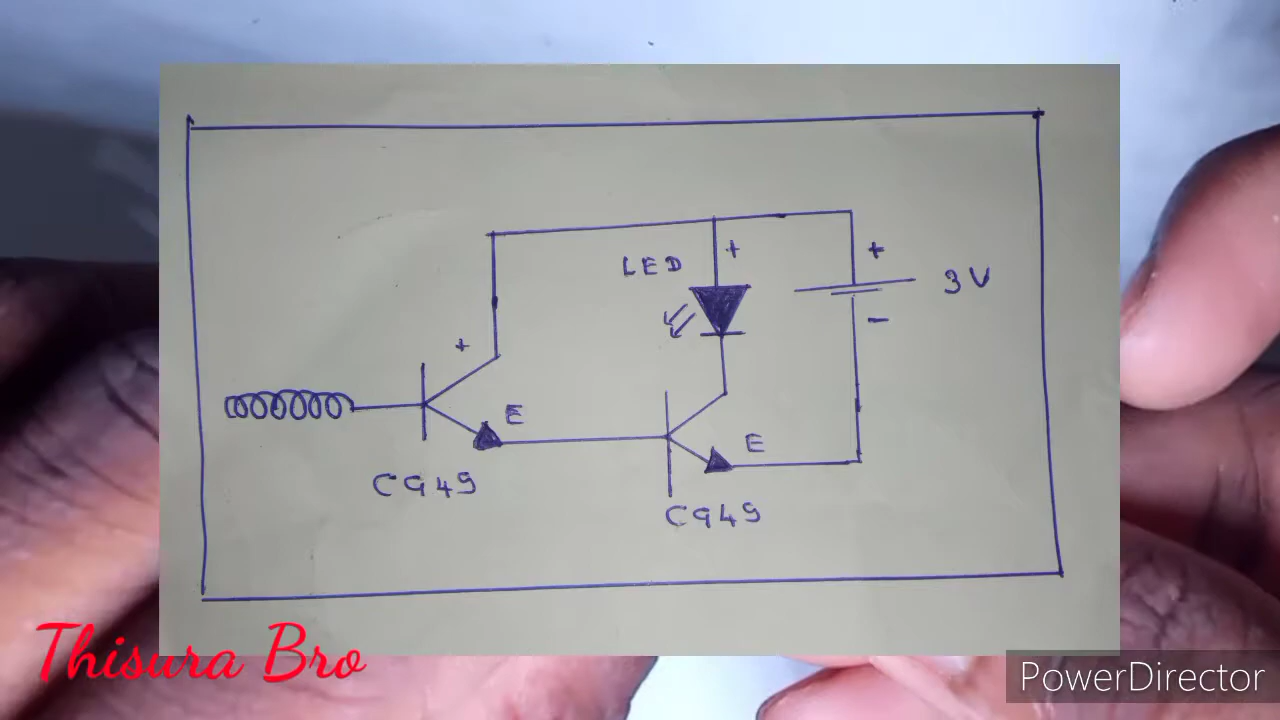 LED
+
+
3V
-
+
E
E
C945
C945
Thisura Bro
PowerDirector